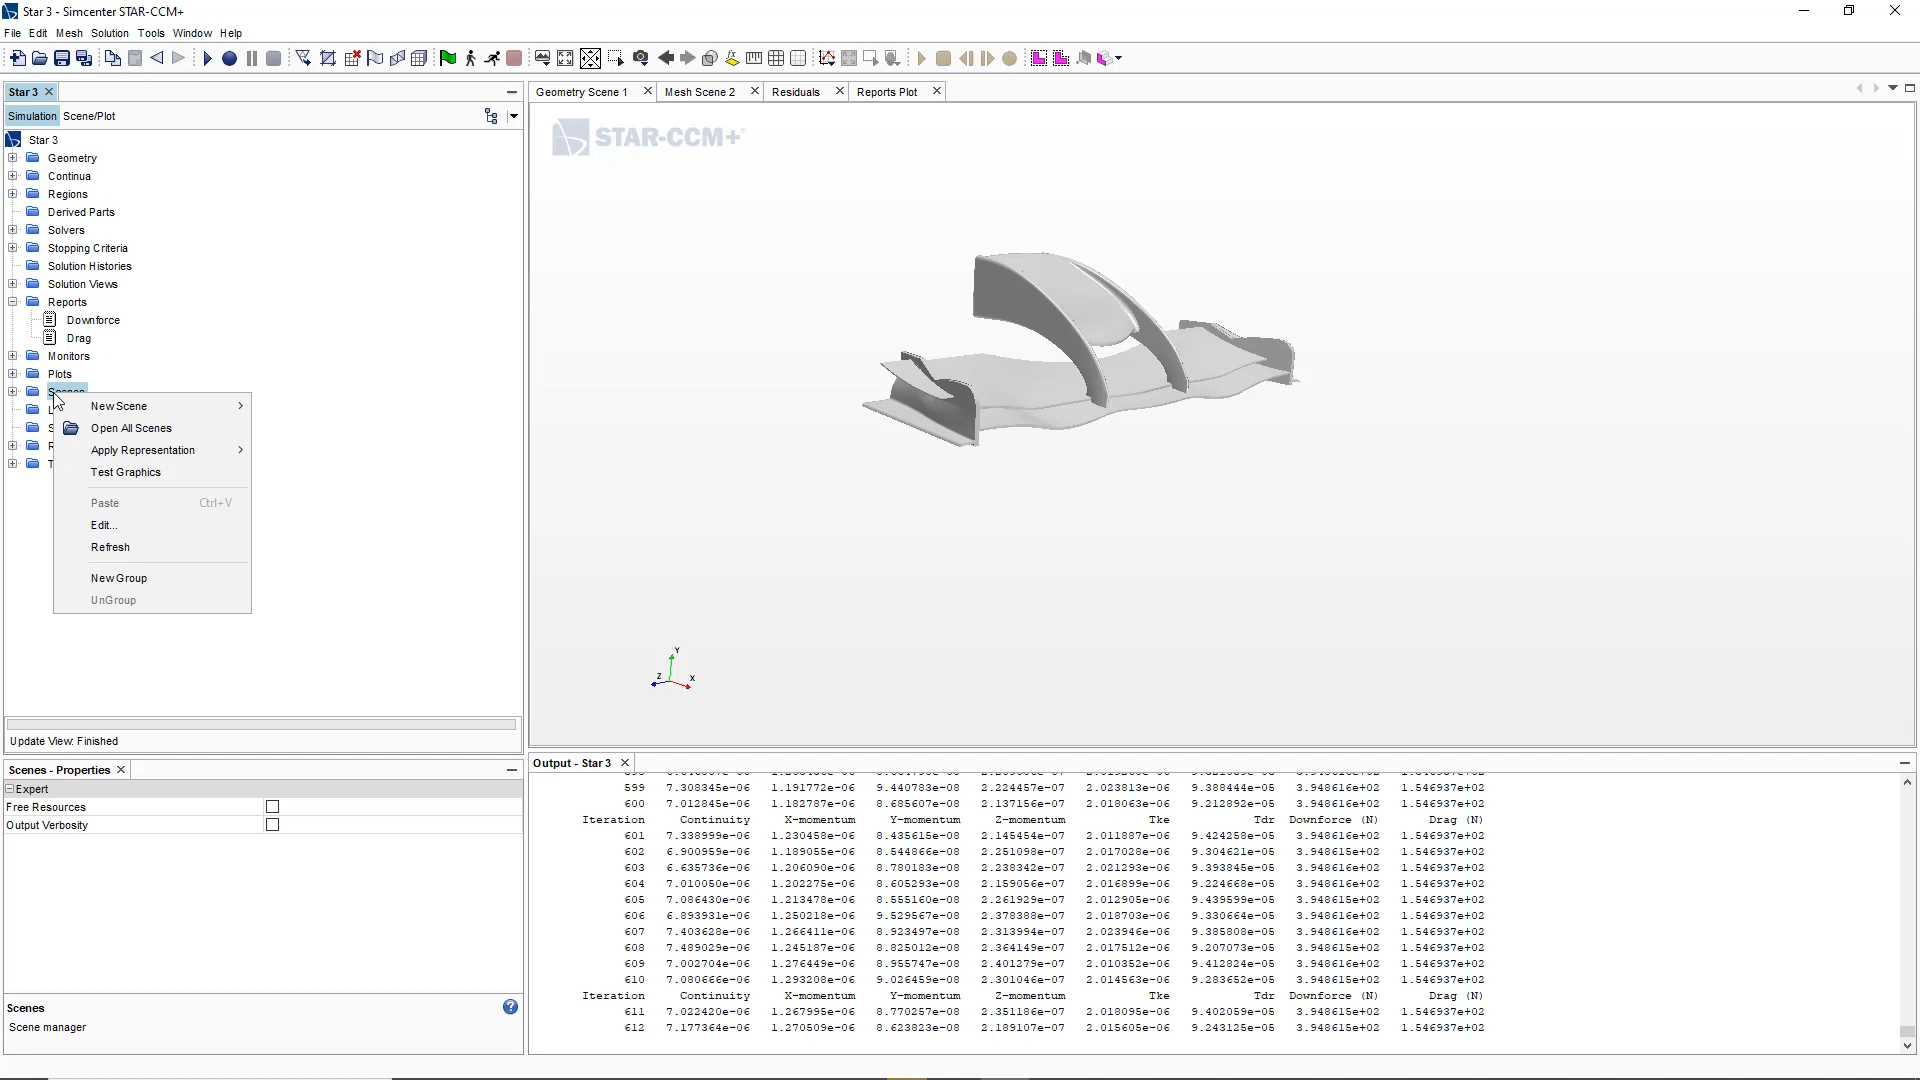 Star 3 - Simcenter STAR-CCM+
File Edit Mesh Solution Tools Window Help
Star 3
Simulation Scene/Plot
Star 3
Geometry
Continua
Regions
Derived Parts
Solvers
Stopping Criteria
Solution Histories
Solution Views
Reports
Downforce
Drag
Monitors
Plots
Scenes
New Scene
Open All Scenes
Apply Representation
Test Graphics
Paste Ctrl+V
Edit...
Refresh
New Group
UnGroup
Update View: Finished
Scenes - Properties
Expert
Free Resources
Output Verbosity
Scenes
Scene manager
Geometry Scene 1 Mesh Scene 2 Residuals Reports Plot
STAR-CCM+
Y
Z X
Output - Star 3
599 7.308345e-06 1.191772e-06 9.440783e-08 2.224457e-07 2.023813e-06 9.388444e-05 3.948616e+02 1.546937e+02
600 7.012845e-06 1.182787e-06 8.685607e-08 2.137156e-07 2.018063e-06 9.212892e-05 3.948616e+02 1.546937e+02
Iteration Continuity X-momentum Y-momentum Z-momentum Tke Tdr Downforce (N) Drag (N)
601 7.338999e-06 1.230458e-06 8.435615e-08 2.145454e-07 2.011887e-06 9.424258e-05 3.948616e+02 1.546937e+02
602 6.900959e-06 1.189055e-06 8.544866e-08 2.251098e-07 2.017028e-06 9.304621e-05 3.948616e+02 1.546937e+02
603 6.635736e-06 1.206090e-06 8.780183e-08 2.238342e-07 2.021293e-06 9.393845e-05 3.948616e+02 1.546937e+02
604 7.010050e-06 1.202275e-06 8.605293e-08 2.159056e-07 2.016899e-06 9.224668e-05 3.948616e+02 1.546937e+02
605 7.086430e-06 1.213478e-06 8.555160e-08 2.261929e-07 2.012905e-06 9.439599e-05 3.948615e+02 1.546937e+02
606 6.893931e-06 1.250218e-06 9.529567e-08 2.378388e-07 2.018703e-06 9.330664e-05 3.948616e+02 1.546937e+02
607 7.403628e-06 1.266411e-06 8.923497e-08 2.313994e-07 2.023946e-06 9.385808e-05 3.948616e+02 1.546937e+02
608 7.489029e-06 1.245187e-06 8.825012e-08 2.364149e-07 2.017512e-06 9.207073e-05 3.948615e+02 1.546937e+02
609 7.002704e-06 1.276449e-06 8.955747e-08 2.401279e-07 2.010352e-06 9.412824e-05 3.948615e+02 1.546937e+02
610 7.080666e-06 1.293208e-06 9.026459e-08 2.301046e-07 2.014563e-06 9.283652e-05 3.948615e+02 1.546937e+02
Iteration Continuity X-momentum Y-momentum Z-momentum Tke Tdr Downforce (N) Drag (N)
611 7.022420e-06 1.267995e-06 8.770257e-08 2.351186e-07 2.018095e-06 9.402059e-05 3.948615e+02 1.546937e+02
612 7.177364e-06 1.270509e-06 8.623823e-08 2.189107e-07 2.015605e-06 9.243125e-05 3.948615e+02 1.546937e+02